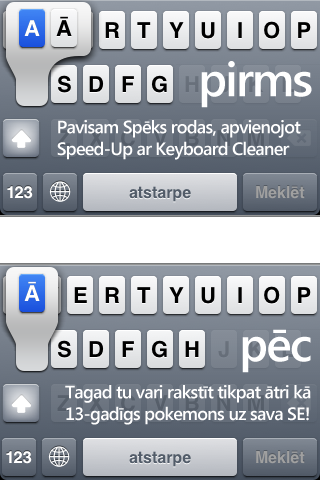 A Ā R T Y U I O P
S D F G H pirms
Pavisam Spēks rodas, apvienojot
Speed-Up ar Keyboard Cleaner
123 atstarpe Meklēt
Ā E R T Y U I O P
S D F G H J pēc
Tagad tu vari rakstīt tikpat ātri kā
13-gadīgs pokemons uz sava SE!
123 atstarpe Meklēt